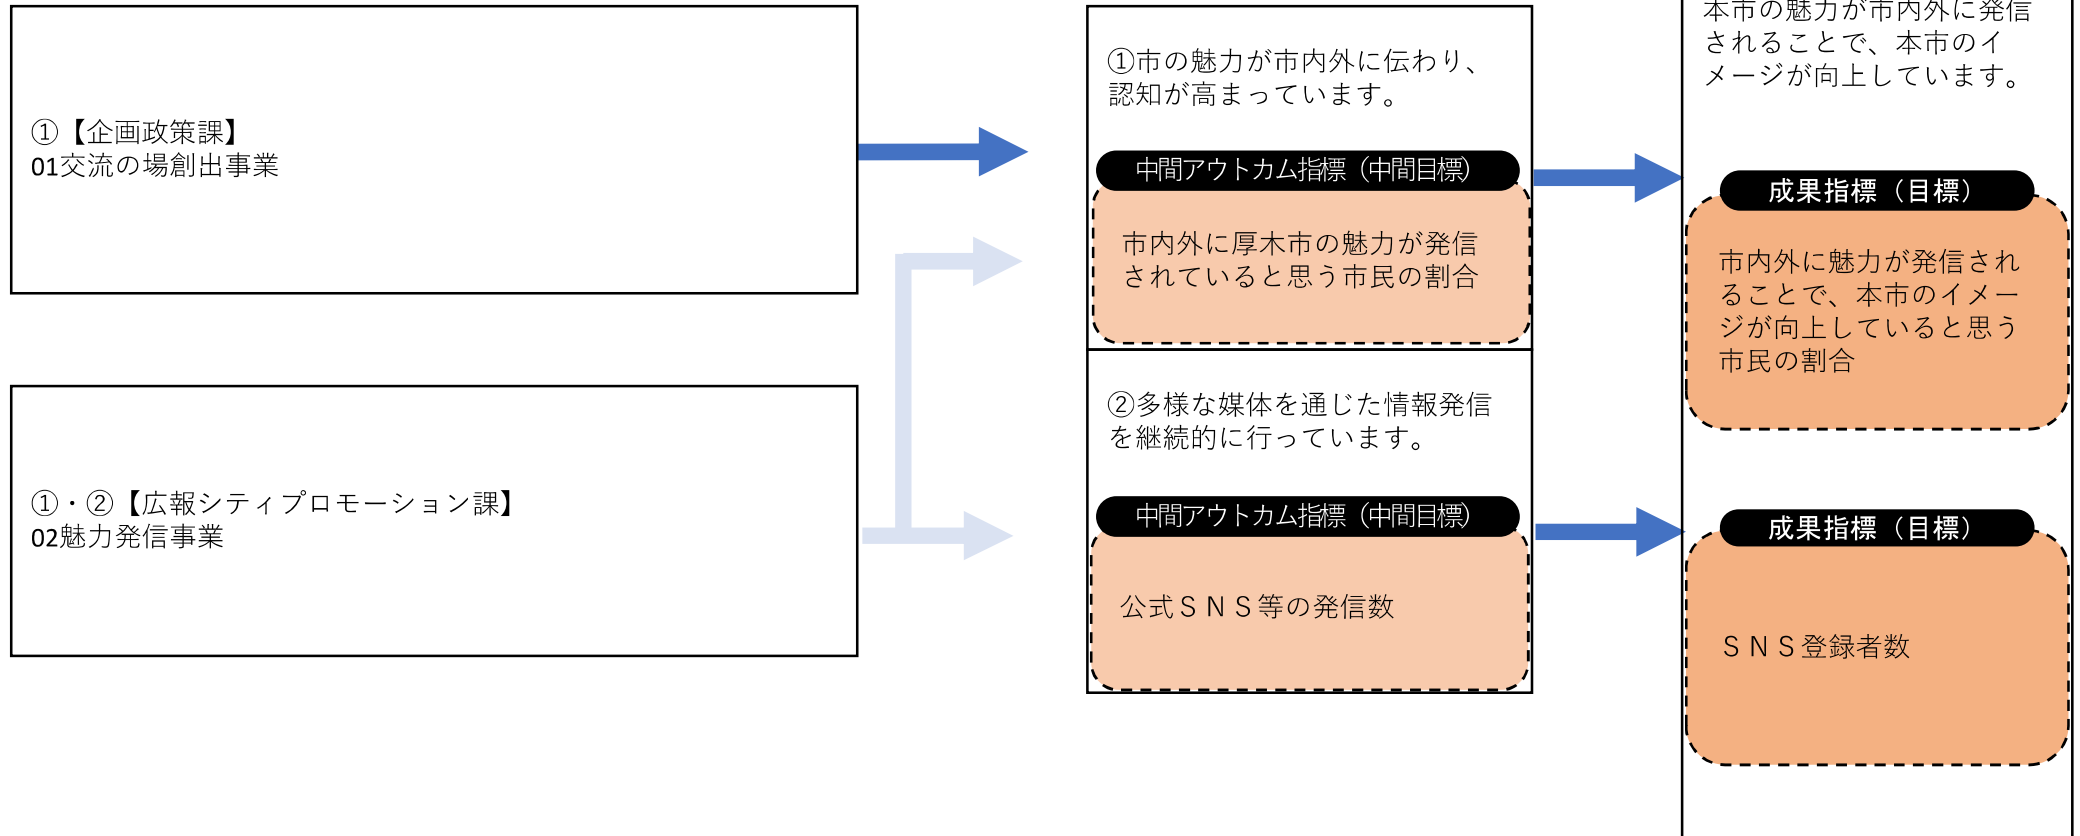 ①【企画政策課】
01交流の場創出事業
①・②【広報シティプロモーション課】
02魅力発信事業
①市の魅力が市内外に伝わり、
認知が高まっています。
中間アウトカム指標（中間目標）
市内外に厚木市の魅力が発信
されていると思う市民の割合
②多様な媒体を通じた情報発信
を継続的に行っています。
中間アウトカム指標（中間目標）
公式ＳＮＳ等の発信数
本市の魅力が市内外に発信
されることで、本市のイ
メージが向上しています。
成果指標（目標）
市内外に魅力が発信され
ることで、本市のイメー
ジが向上していると思う
市民の割合
成果指標（目標）
ＳＮＳ登録者数